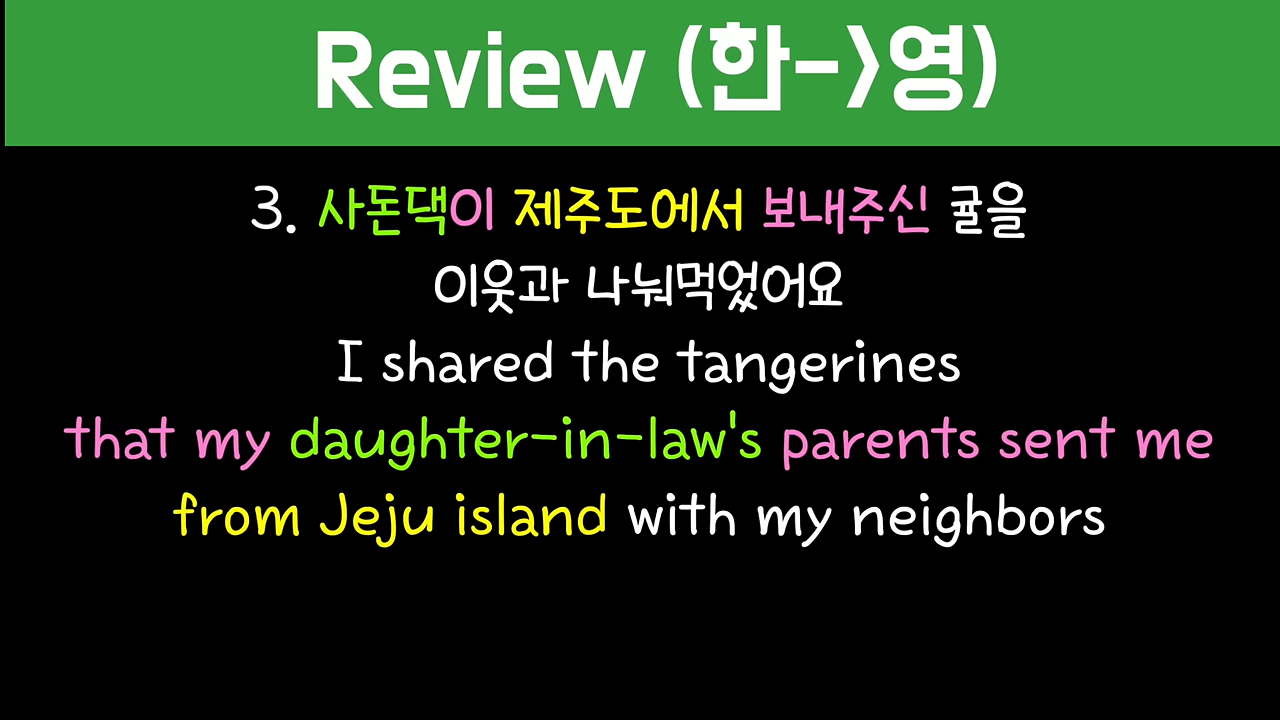 Review (한->영)
3. 사돈댁이 제주도에서 보내주신 귤을
이웃과 나눠먹었어요
I shared the tangerines
that my daughter-in-law's parents sent me
from Jeju island with my neighbors